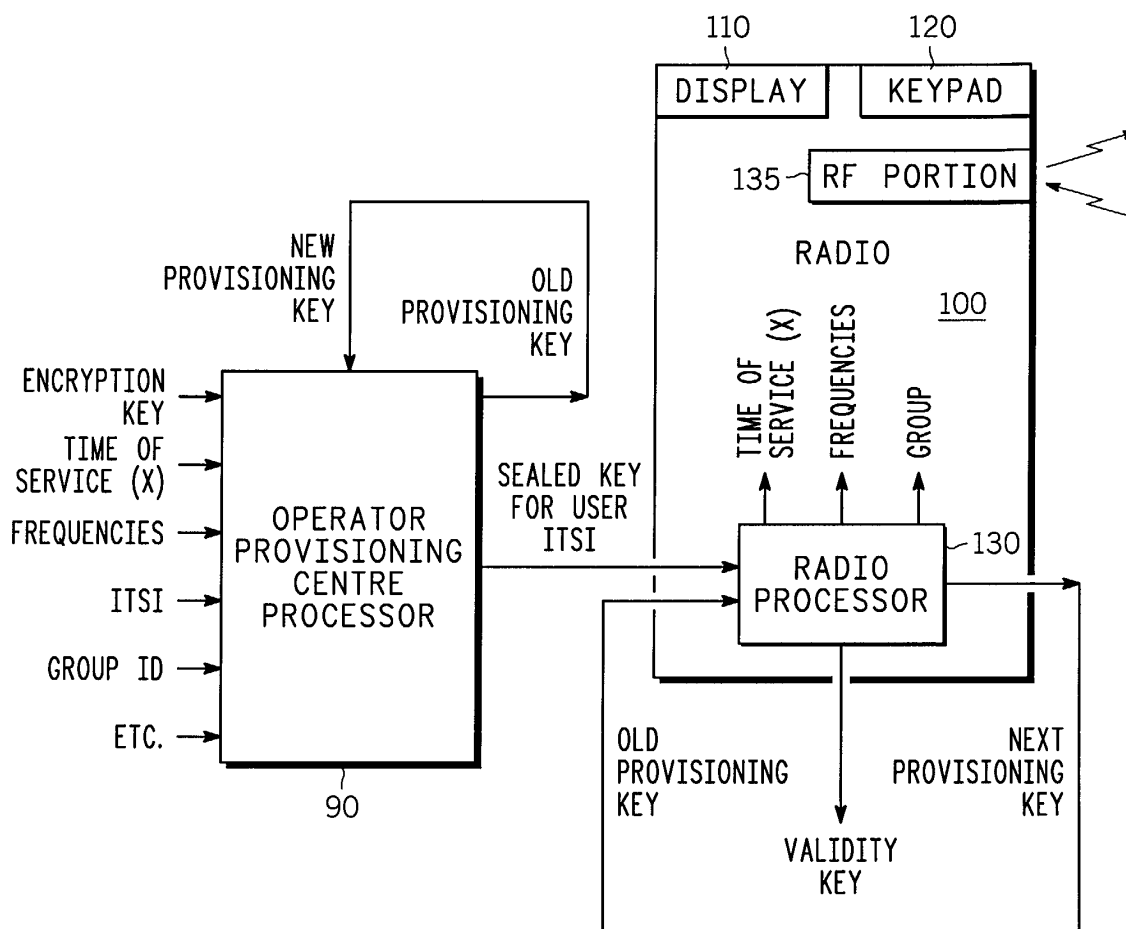 110
120
DISPLAY
KEYPAD
135
RF PORTION
RADIO
100
NEW
PROVISIONING
KEY
OLD
PROVISIONING
KEY
TIME OF
SERVICE (X)
FREQUENCIES
GROUP
ENCRYPTION
KEY
TIME OF
SERVICE (X)
FREQUENCIES
ITSI
GROUP ID
ETC.
OPERATOR
PROVISIONING
CENTRE
PROCESSOR
90
SEALED KEY
FOR USER
ITSI
RADIO
PROCESSOR
130
OLD
PROVISIONING
KEY
NEXT
PROVISIONING
KEY
VALIDITY
KEY